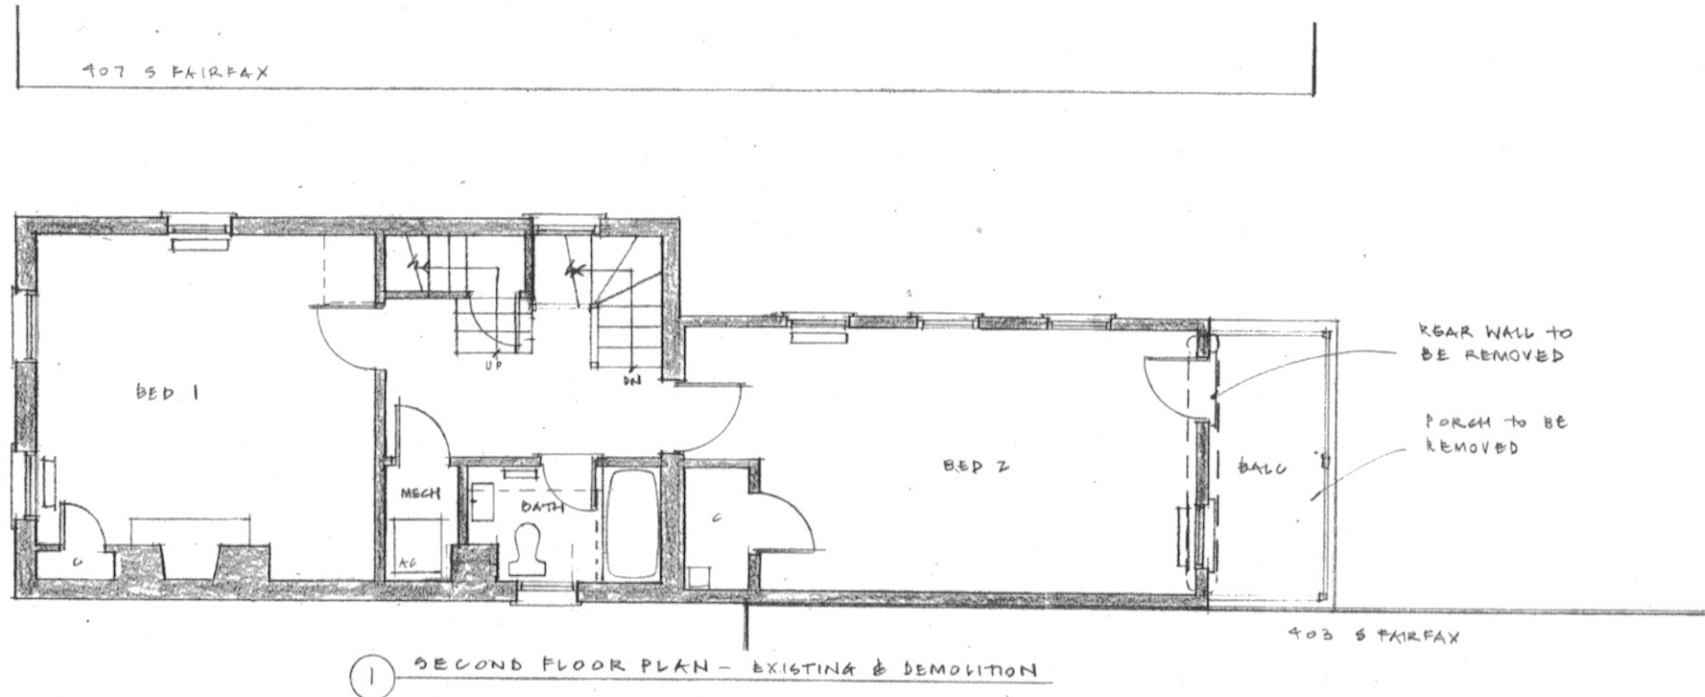 407 S FAIRFAX
UP
DN
REAR WALL TO
BE REMOVED
BED 1
PORCH TO BE
REMOVED
BED 2
BALC
MECH
BATH
C
AC
C
403 S FAIRFAX
1 SECOND FLOOR PLAN - EXISTING & DEMOLITION